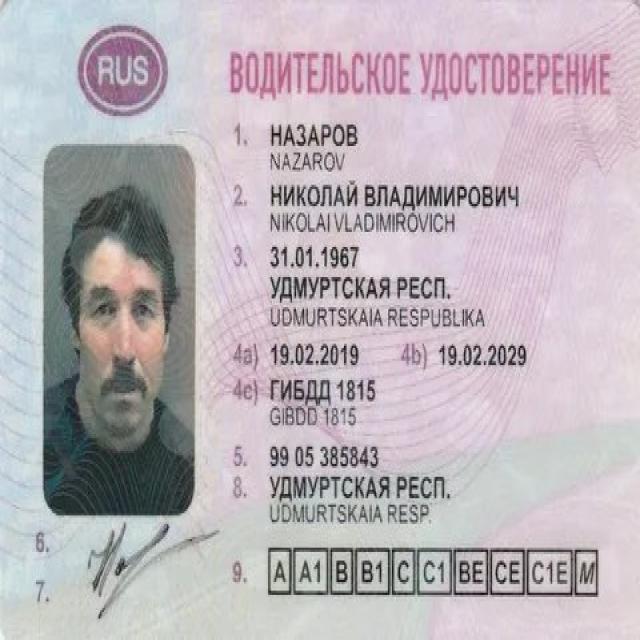 RUS
ВОДИТЕЛЬСКОЕ УДОСТОВЕРЕНИЕ
1. НАЗАРОВ
NAZAROV
2. НИКОЛАЙ ВЛАДИМИРОВИЧ
NIKOLAI VLADIMIROVICH
3. 31.01.1967
УДМУРТСКАЯ РЕСП.
UDMURTSKAIA RESPUBLIKA
4a) 19.02.2019 4b) 19.02.2029
4c) ГИБДД 1815
GIBDD 1815
5. 99 05 385843
8. УДМУРТСКАЯ РЕСП.
UDMURTSKAIA RESP.
6.
7.
9. A A1 B B1 C C1 BE CE C1E M